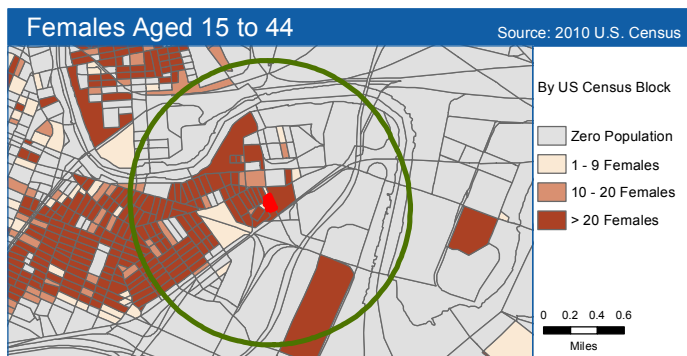 Females Aged 15 to 44
Source: 2010 U.S. Census
By US Census Block
Zero Population
1 - 9 Females
10 - 20 Females
> 20 Females
0 0.2 0.4 0.6
Miles